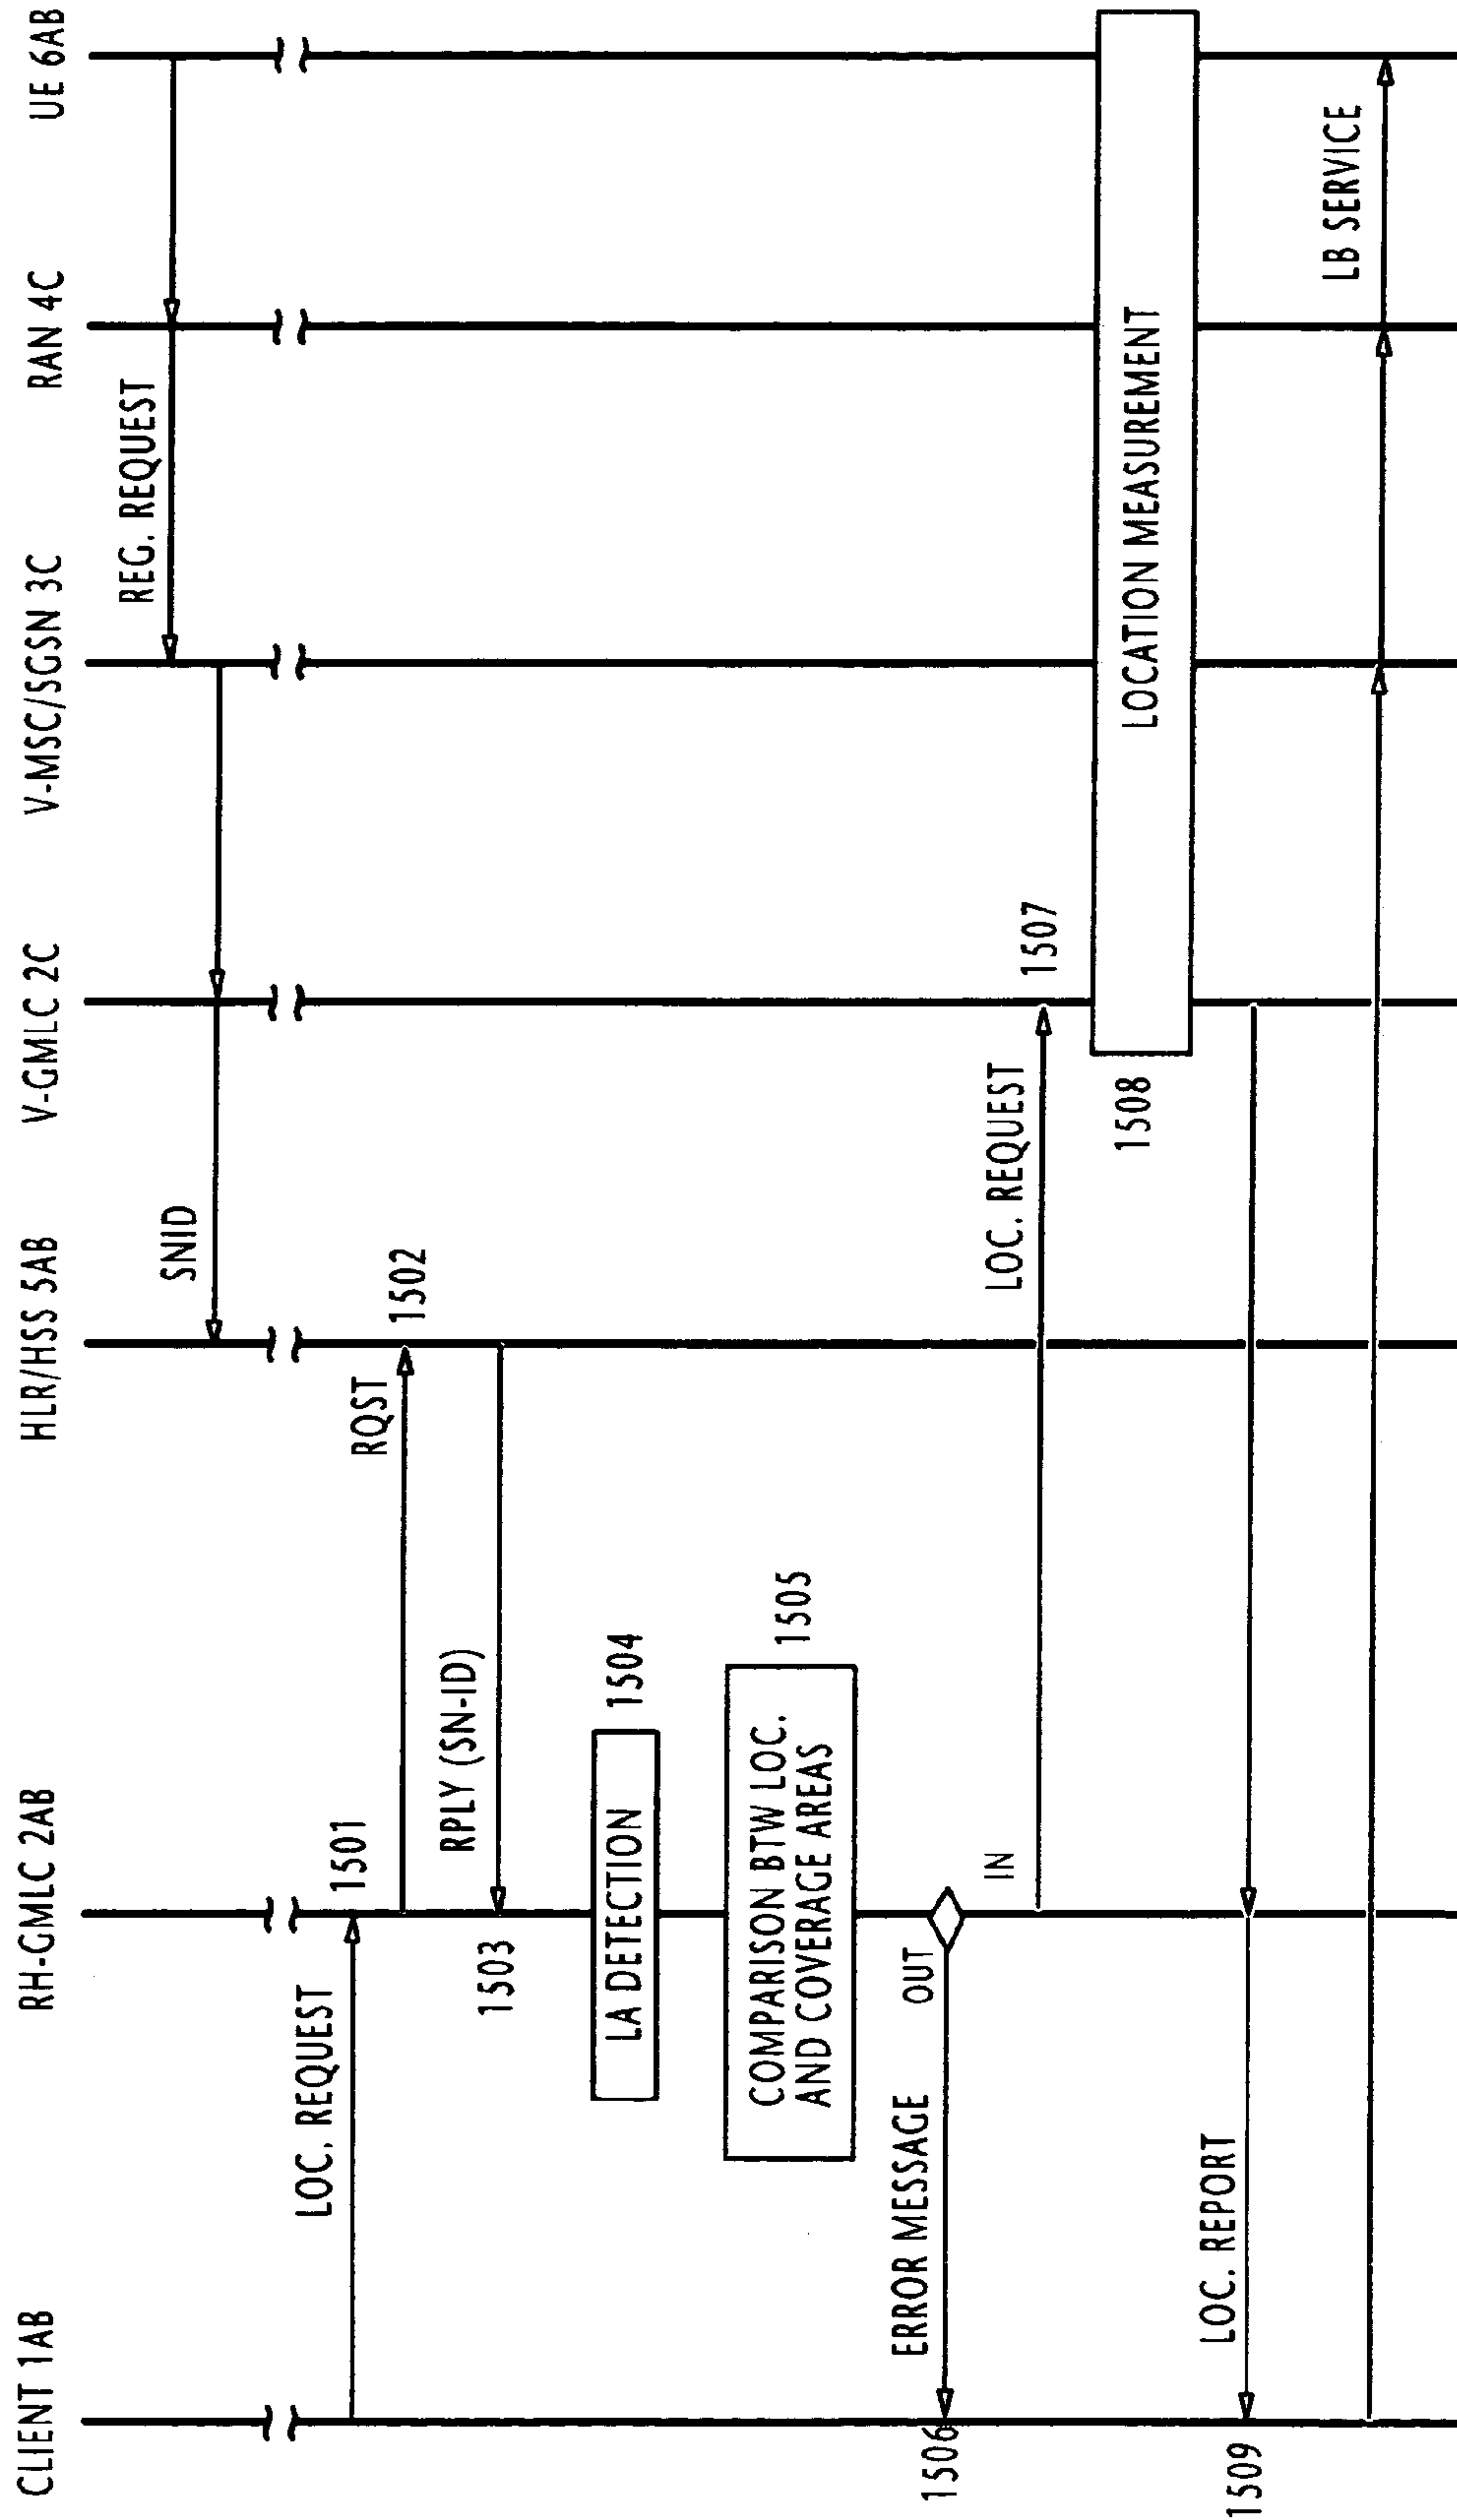 CLIENT 1AB
RH-GMLC 2AB
HLR/HSS 5AB
V-GMLC 2C
V-MSC/SGSN 3C
RAN 4C
UE 6AB
REG. REQUEST
SNID
LOC. REQUEST
1501
RQST
1502
RPLY (SN-ID)
1503
LA DETECTION
1504
COMPARISON BTW LOC.
AND COVERAGE AREAS
1505
ERROR MESSAGE
OUT
1506
IN
LOC. REQUEST
1507
LOCATION MEASUREMENT
1508
LOC. REPORT
1509
LB SERVICE